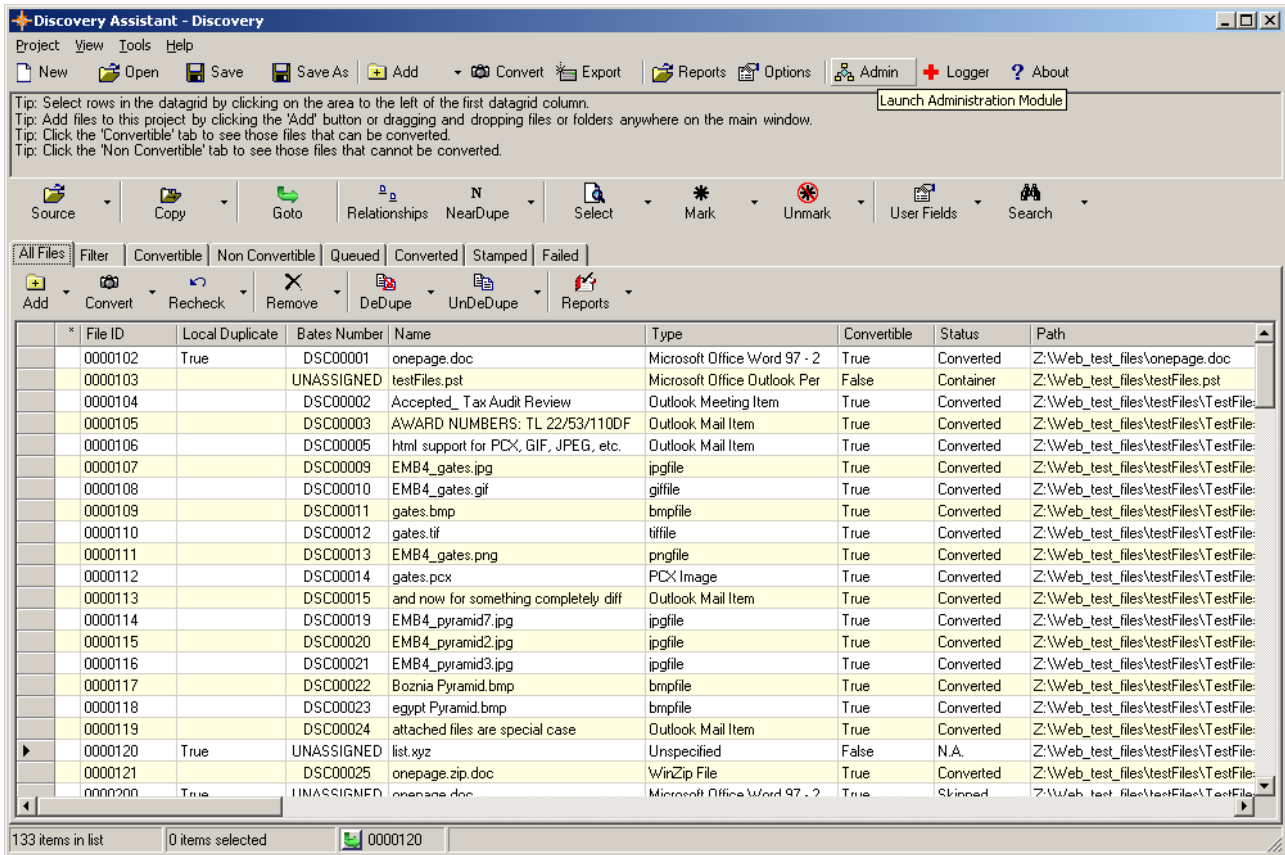 Discovery Assistant - Discovery
Project View Tools Help
New Open Save Save As Add Convert Export Reports Options Admin Logger About
Launch Administration Module
Tip: Select rows in the datagrid by clicking on the area to the left of the first datagrid column.
Tip: Add files to this project by clicking the 'Add' button or dragging and dropping files or folders anywhere on the main window.
Tip: Click the 'Convertible' tab to see those files that can be converted.
Tip: Click the 'Non Convertible' tab to see those files that cannot be converted.
Source Copy Goto Relationships NearDupe Select Mark Unmark User Fields Search
All Files Filter Convertible Non Convertible Queued Converted Stamped Failed
Add Convert Recheck Remove DeDupe UnDeDupe Reports
* File ID Local Duplicate Bates Number Name Type Convertible Status Path
0000102 True DSC00001 onepage.doc Microsoft Office Word 97 - 2 True Converted Z:\Web_test_files\onepage.doc
0000103 UNASSIGNED testFiles.pst Microsoft Office Outlook Per False Container Z:\Web_test_files\testFiles.pst
0000104 DSC00002 Accepted_ Tax Audit Review Outlook Meeting Item True Converted Z:\Web_test_files\testFiles\TestFile
0000105 DSC00003 AWARD NUMBERS: TL 22/53/110DF Outlook Mail Item True Converted Z:\Web_test_files\testFiles\TestFile
0000106 DSC00005 html support for PCX, GIF, JPEG, etc. Outlook Mail Item True Converted Z:\Web_test_files\testFiles\TestFile
0000107 DSC00009 EMB4_gates.jpg jpgfile True Converted Z:\Web_test_files\testFiles\TestFile
0000108 DSC00010 EMB4_gates.gif giffile True Converted Z:\Web_test_files\testFiles\TestFile
0000109 DSC00011 gates.bmp bmpfile True Converted Z:\Web_test_files\testFiles\TestFile
0000110 DSC00012 gates.tif tiffile True Converted Z:\Web_test_files\testFiles\TestFile
0000111 DSC00013 EMB4_gates.png pngfile True Converted Z:\Web_test_files\testFiles\TestFile
0000112 DSC00014 gates.pcx PCX Image True Converted Z:\Web_test_files\testFiles\TestFile
0000113 DSC00015 and now for something completely diff Outlook Mail Item True Converted Z:\Web_test_files\testFiles\TestFile
0000114 DSC00019 EMB4_pyramid7.jpg jpgfile True Converted Z:\Web_test_files\testFiles\TestFile
0000115 DSC00020 EMB4_pyramid2.jpg jpgfile True Converted Z:\Web_test_files\testFiles\TestFile
0000116 DSC00021 EMB4_pyramid3.jpg jpgfile True Converted Z:\Web_test_files\testFiles\TestFile
0000117 DSC00022 Boznia Pyramid.bmp bmpfile True Converted Z:\Web_test_files\testFiles\TestFile
0000118 DSC00023 egypt Pyramid.bmp bmpfile True Converted Z:\Web_test_files\testFiles\TestFile
0000119 DSC00024 attached files are special case Outlook Mail Item True Converted Z:\Web_test_files\testFiles\TestFile
0000120 True UNASSIGNED list.xyz Unspecified False N.A. Z:\Web_test_files\testFiles\TestFile
0000121 DSC00025 onepage.zip.doc WinZip File True Converted Z:\Web_test_files\testFiles\TestFile
0000200 True UNASSIGNED onepage.doc Microsoft Office Word 97 - 2 True Skipped Z:\Web_test_files\testFiles\TestFile
133 items in list 0 items selected 0000120